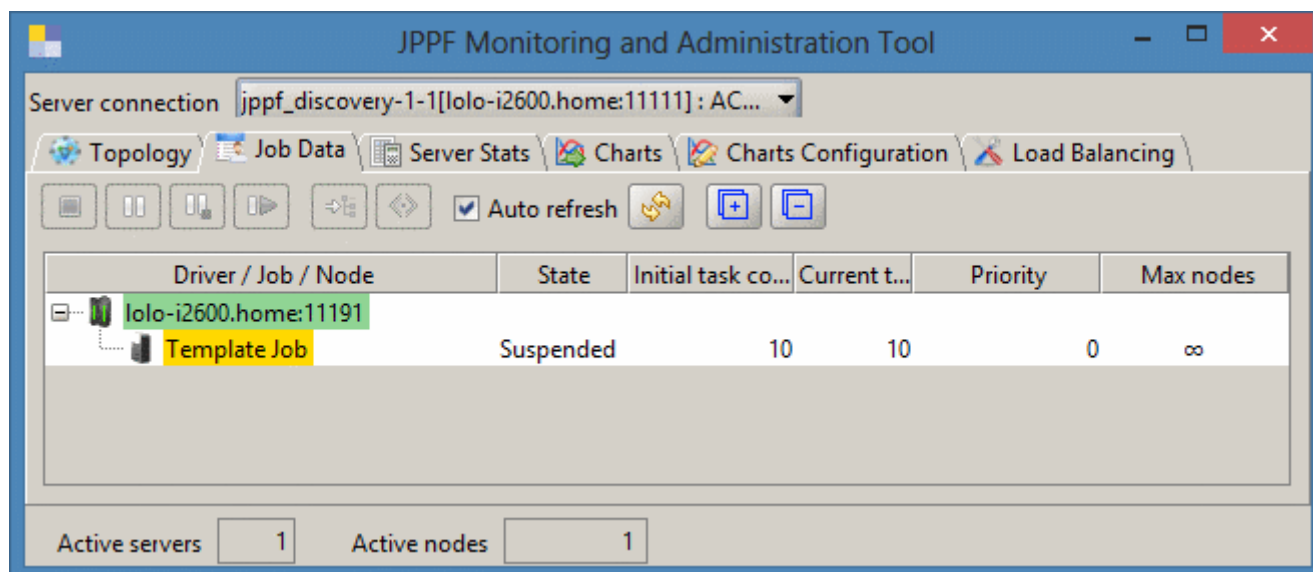 JPPF Monitoring and Administration Tool
Server connection jppf_discovery-1-1[lolo-i2600.home:11111] : AC...
Topology Job Data Server Stats Charts Charts Configuration Load Balancing
Auto refresh
Driver / Job / Node State Initial task co... Current t... Priority Max nodes
lolo-i2600.home:11191
Template Job Suspended 10 10 0 ∞
Active servers 1 Active nodes 1